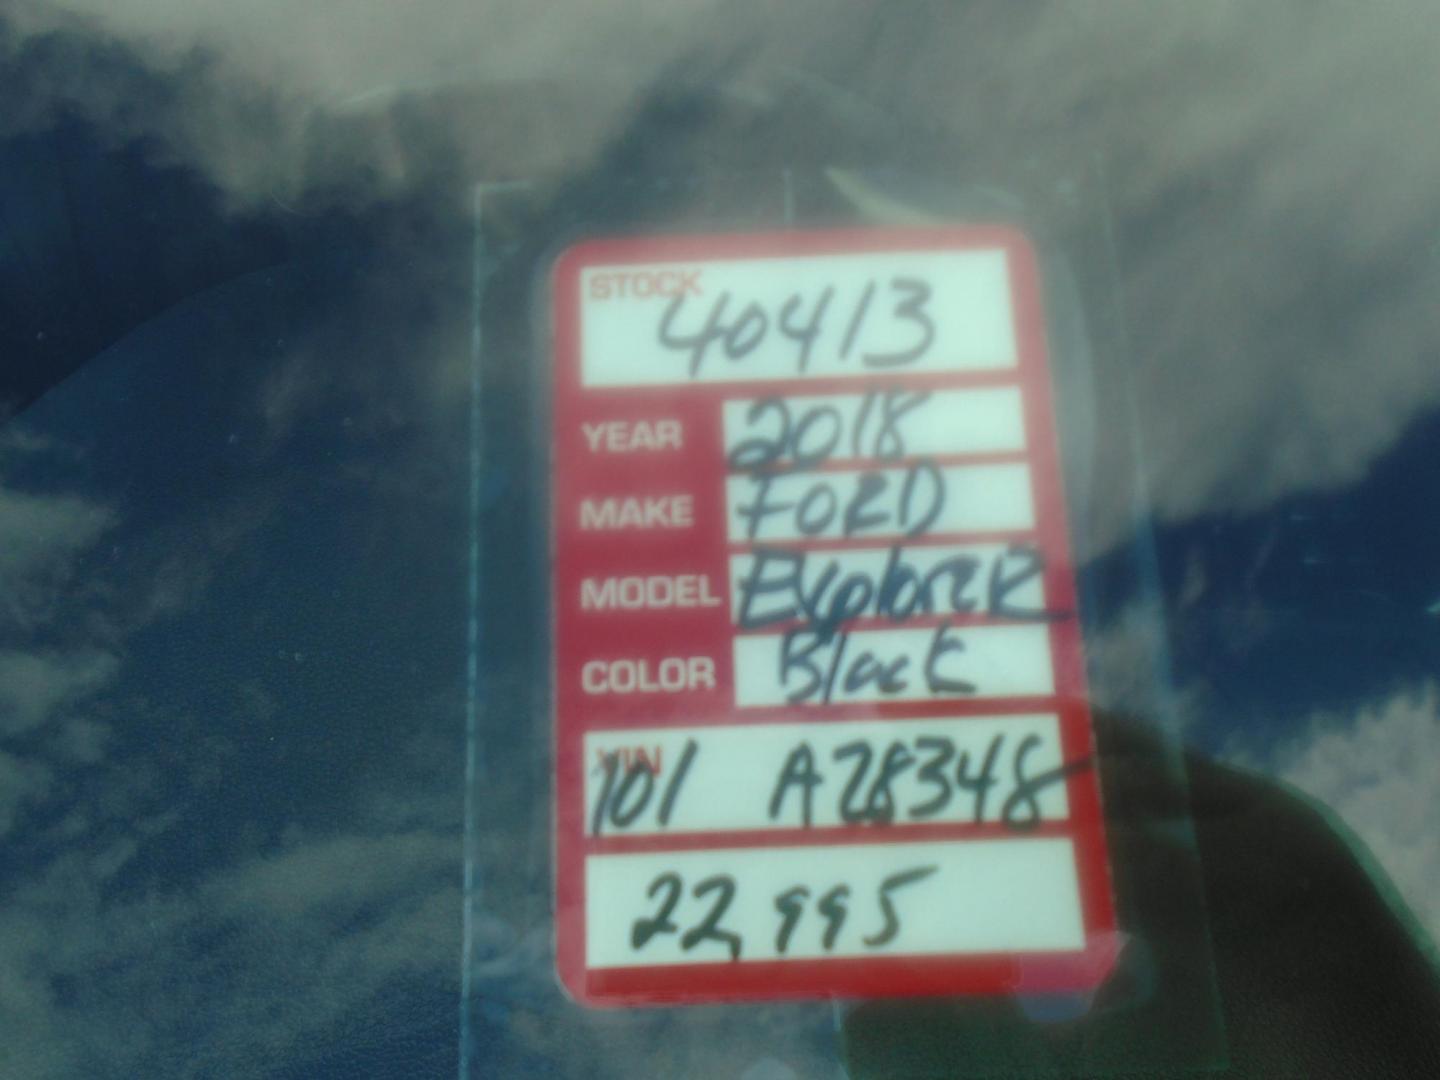 STOCK
40413
YEAR 2018
MAKE FORD
MODEL ExploreR
COLOR Black
VIN
101 A28348
22,995